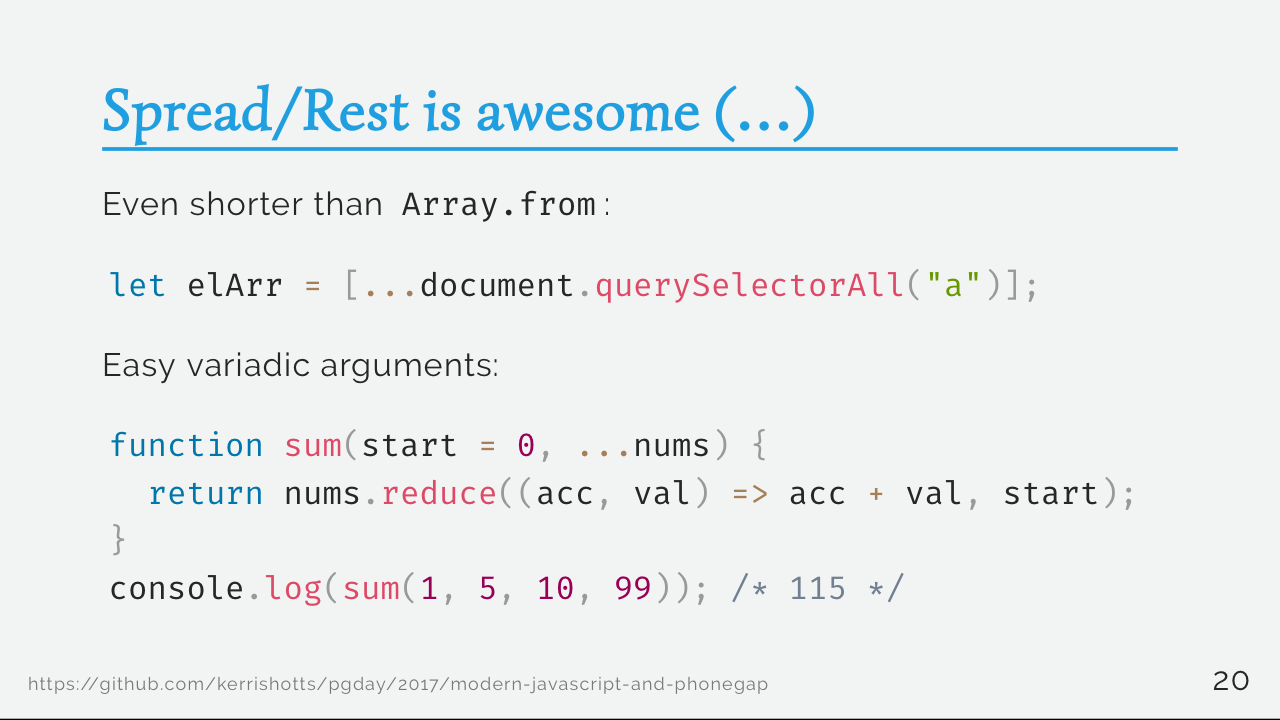 Spread/Rest is awesome (...)
Even shorter than Array.from:
let elArr = [...document.querySelectorAll("a")];
Easy variadic arguments:
function sum(start = 0, ...nums) {
  return nums.reduce((acc, val) => acc + val, start);
}
console.log(sum(1, 5, 10, 99)); /* 115 */
https://github.com/kerrishotts/pgday/2017/modern-javascript-and-phonegap
20